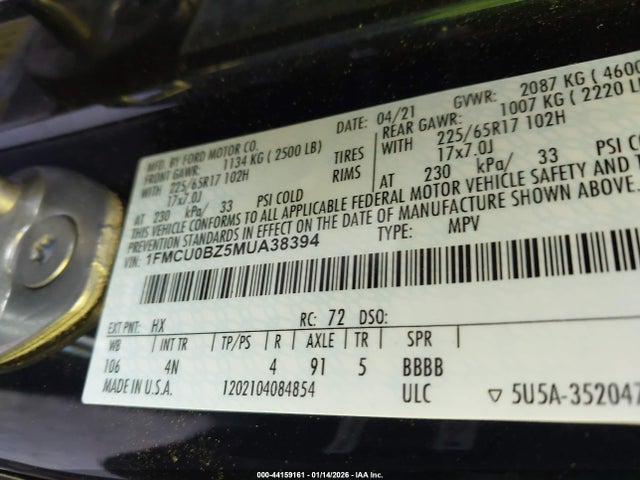 MFD. BY FORD MOTOR CO. DATE: 04/21 GVWR: 2087 KG ( 4600
FRONT GAWR: 1134 KG ( 2500 LB) REAR GAWR: 1007 KG ( 2220 L
WITH 225/65R17 102H TIRES WITH 225/65R17 102H
17x7.0J RIMS 17x7.0J
AT 230 kPa/ 33 PSI COLD AT 230 kPa/ 33 PSI CO
THIS VEHICLE CONFORMS TO ALL APPLICABLE FEDERAL MOTOR VEHICLE SAFETY AND
PREVENTION STANDARDS IN EFFECT ON THE DATE OF MANUFACTURE SHOWN ABOVE.
VIN: 1FMCU0BZ5MUA38394 TYPE: MPV
EXT PNT: HX RC: 72 DSO:
WB INT TR TP/PS R AXLE TR SPR
106 4N 4 91 5 BBBB
MADE IN U.S.A. 1202104084854 ULC ▽ 5U5A-352047
000-44159161 - 01/14/2026 - IAA Inc.